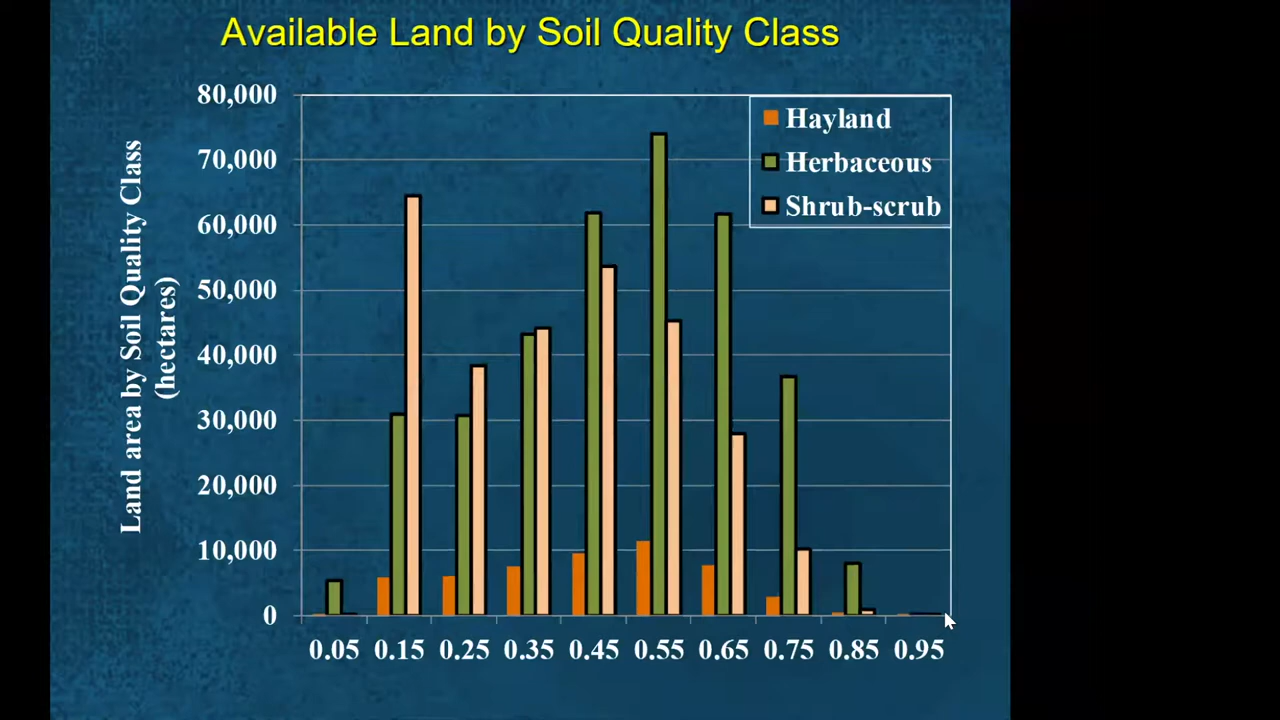 Available Land by Soil Quality Class
80,000
70,000
60,000
50,000
40,000
30,000
20,000
10,000
0
Land area by Soil Quality Class
(hectares)
Hayland
Herbaceous
Shrub-scrub
0.05 0.15 0.25 0.35 0.45 0.55 0.65 0.75 0.85 0.95